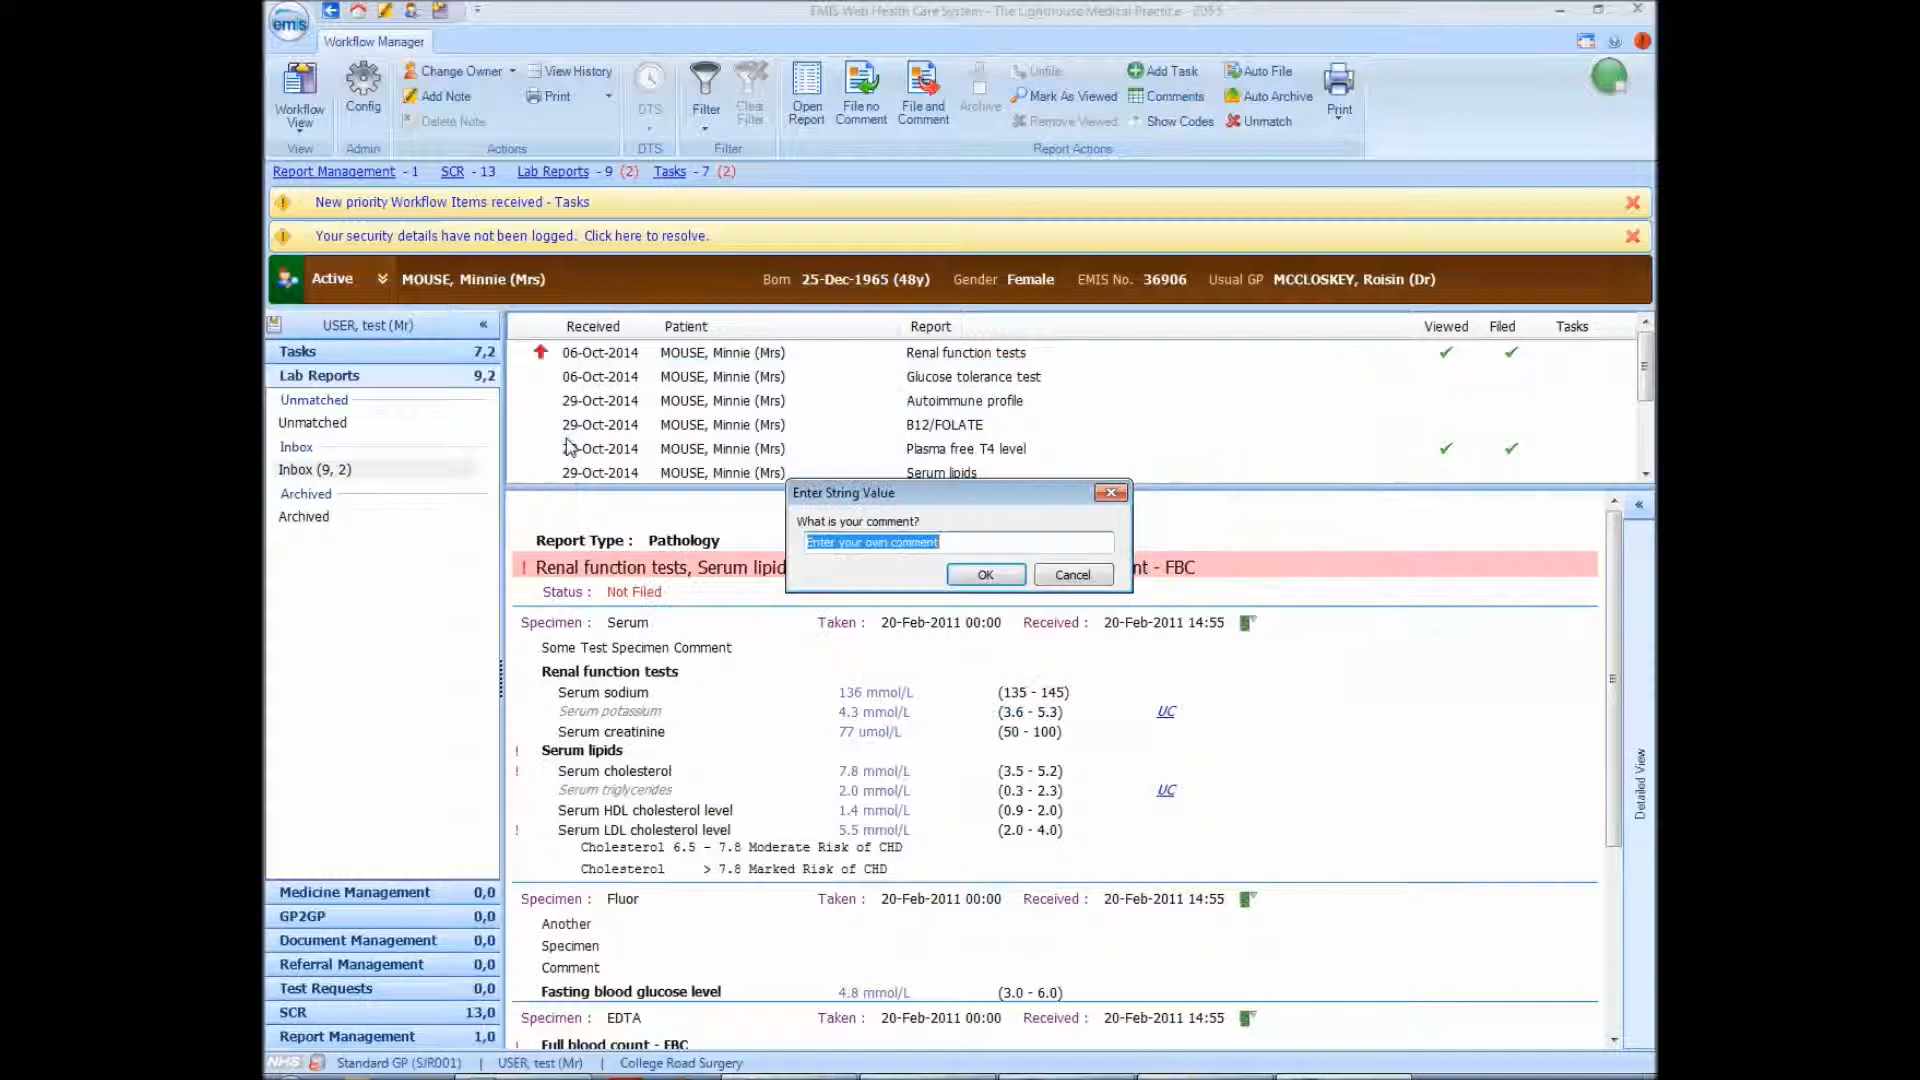 EMIS Web Health Care System - The Lighthouse Medical Practice - 7055
emis
Workflow Manager
Workflow View
Config
Change Owner
Add Note
Delete Note
View History
Print
DTS
Filter
Clear Filter
Open Report
File no Comment
File and Comment
Archive
Unfile
Mark As Viewed
Remove Viewed
Add Task
Comments
Show Codes
Auto File
Auto Archive
Unmatch
Print
View Admin Actions DTS Filter Report Actions
Report Management - 1 SCR - 13 Lab Reports - 9 (2) Tasks - 7 (2)
New priority Workflow Items received - Tasks
Your security details have not been logged. Click here to resolve.
Active MOUSE, Minnie (Mrs) Born 25-Dec-1965 (48y) Gender Female EMIS No. 36906 Usual GP MCCLOSKEY, Roisin (Dr)
USER, test (Mr)
Tasks 7,2
Lab Reports 9,2
Unmatched
Unmatched
Inbox
Inbox (9, 2)
Archived
Archived
Medicine Management 0,0
GP2GP 0,0
Document Management 0,0
Referral Management 0,0
Test Requests 0,0
SCR 13,0
Report Management 1,0
Received Patient Report Viewed Filed Tasks
06-Oct-2014 MOUSE, Minnie (Mrs) Renal function tests
06-Oct-2014 MOUSE, Minnie (Mrs) Glucose tolerance test
29-Oct-2014 MOUSE, Minnie (Mrs) Autoimmune profile
29-Oct-2014 MOUSE, Minnie (Mrs) B12/FOLATE
-Oct-2014 MOUSE, Minnie (Mrs) Plasma free T4 level
29-Oct-2014 MOUSE, Minnie (Mrs) Serum lipids
Enter String Value
What is your comment?
Enter your own comment
OK Cancel
Report Type : Pathology
! Renal function tests, Serum lipid nt - FBC
Status : Not Filed
Specimen : Serum Taken : 20-Feb-2011 00:00 Received : 20-Feb-2011 14:55
Some Test Specimen Comment
Renal function tests
Serum sodium 136 mmol/L (135 - 145)
Serum potassium 4.3 mmol/L (3.6 - 5.3) UC
Serum creatinine 77 umol/L (50 - 100)
! Serum lipids
! Serum cholesterol 7.8 mmol/L (3.5 - 5.2)
Serum triglycerides 2.0 mmol/L (0.3 - 2.3) UC
Serum HDL cholesterol level 1.4 mmol/L (0.9 - 2.0)
! Serum LDL cholesterol level 5.5 mmol/L (2.0 - 4.0)
Cholesterol 6.5 - 7.8 Moderate Risk of CHD
Cholesterol > 7.8 Marked Risk of CHD
Specimen : Fluor Taken : 20-Feb-2011 00:00 Received : 20-Feb-2011 14:55
Another
Specimen
Comment
Fasting blood glucose level 4.8 mmol/L (3.0 - 6.0)
Specimen : EDTA Taken : 20-Feb-2011 00:00 Received : 20-Feb-2011 14:55
! Full blood count - FBC
Detailed View
NHS Standard GP (SJR001) | USER, test (Mr) | College Road Surgery